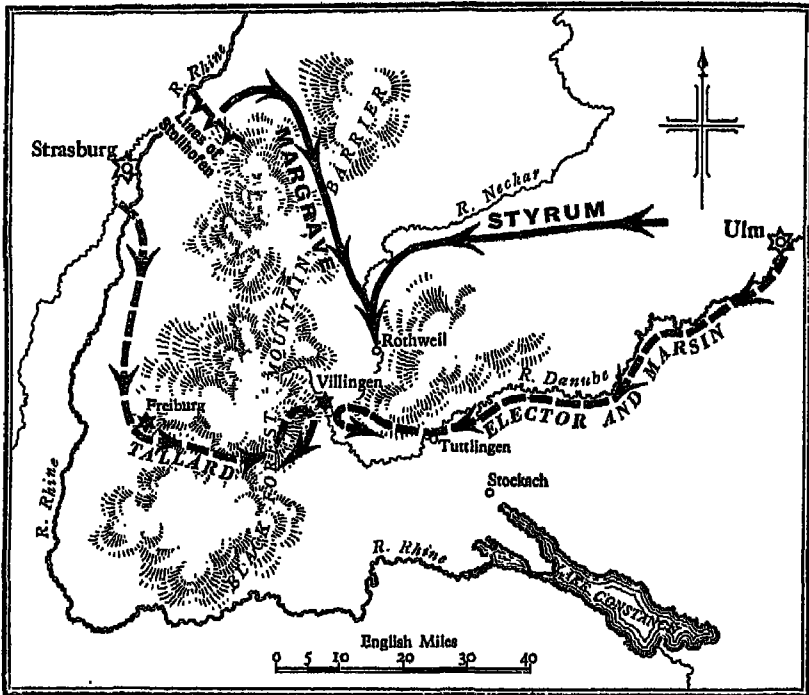 R. Rhine
Lines of
Stollhofen
Strasburg
MARGRAVE
BARRIER
R. Neckar
STYRUM
Ulm
Rothweil
BLACK FOREST MOUNTAIN
Villingen
Freiburg
R. Danube
ELECTOR AND MARSIN
TALLARD
Tuttlingen
Stockach
R. Rhine
R. Rhine
LAKE CONSTANCE
English Miles
0 5 10 20 30 40